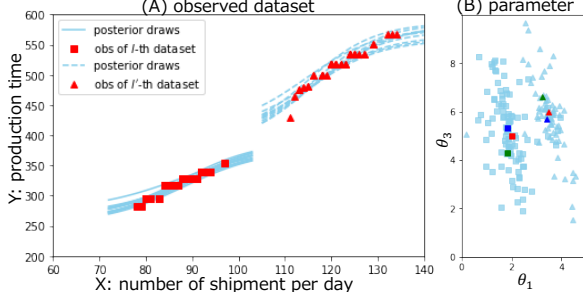 (A) observed dataset
(B) parameter
Y: production time
600
550
500
450
400
350
300
250
200
posterior draws
obs of l-th dataset
posterior draws
obs of l'-th dataset
60
70
80
90
100
110
120
130
140
X: number of shipment per day
θ3
10
8
6
4
2
0
0
2
4
θ1